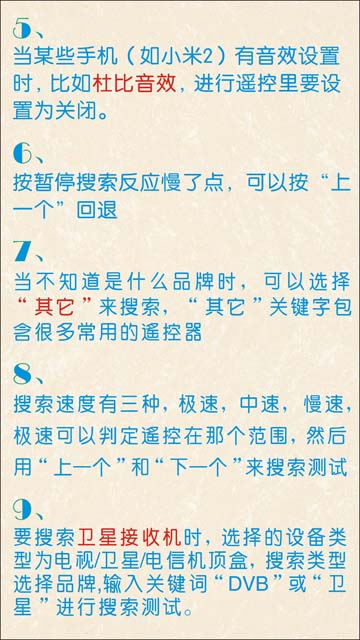 5、
当某些手机（如小米2）有音效设置
时，比如杜比音效，进行遥控里要设
置为关闭。
6、
按暂停搜索反应慢了点，可以按“上
一个”回退
7、
当不知道是什么品牌时，可以选择
“其它”来搜索，“其它”关键字包
含很多常用的遥控器
8、
搜索速度有三种，极速，中速，慢速，
极速可以判定遥控在那个范围，然后
用“上一个”和“下一个”来搜索测试
9、
要搜索卫星接收机时，选择的设备类
型为电视/卫星/电信机顶盒，搜索类型
选择品牌,输入关键词“DVB”或“卫
星”进行搜索测试。